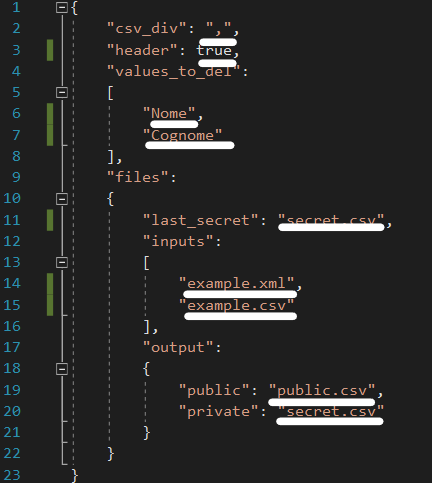 1 {
2 "csv_div": ",",
3 "header": true,
4 "values_to_del":
5 [
6 "Nome",
7 "Cognome"
8 ],
9 "files":
10 {
11 "last_secret": "secret.csv",
12 "inputs":
13 [
14 "example.xml",
15 "example.csv"
16 ],
17 "output":
18 {
19 "public": "public.csv",
20 "private": "secret.csv"
21 }
22 }
23 }